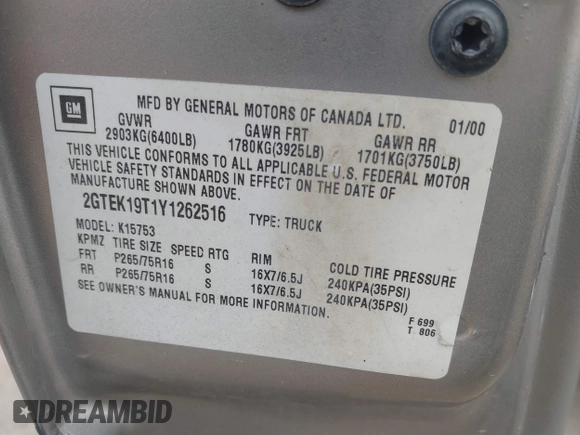 GM
MFD BY GENERAL MOTORS OF CANADA LTD. 01/00
GVWR GAWR FRT GAWR RR
2903KG(6400LB) 1780KG(3925LB) 1701KG(3750LB)
THIS VEHICLE CONFORMS TO ALL APPLICABLE U.S. FEDERAL MOTOR
VEHICLE SAFETY STANDARDS IN EFFECT ON THE DATE OF
MANUFACTURE SHOWN ABOVE.
2GTEK19T1Y1262516 TYPE: TRUCK
MODEL: K15753
KPMZ TIRE SIZE SPEED RTG RIM COLD TIRE PRESSURE
FRT P265/75R16 S 16X7/6.5J 240KPA(35PSI)
RR P265/75R16 S 16X7/6.5J 240KPA(35PSI)
SEE OWNER'S MANUAL FOR MORE INFORMATION.
F 699
T 806
DREAMBID